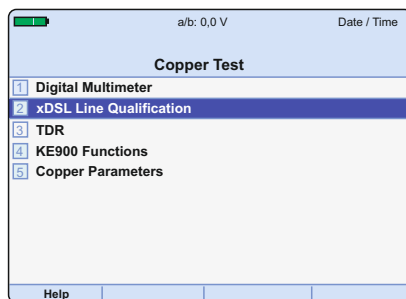 a/b: 0,0 V Date / Time
Copper Test
1 Digital Multimeter
2 xDSL Line Qualification
3 TDR
4 KE900 Functions
5 Copper Parameters
Help